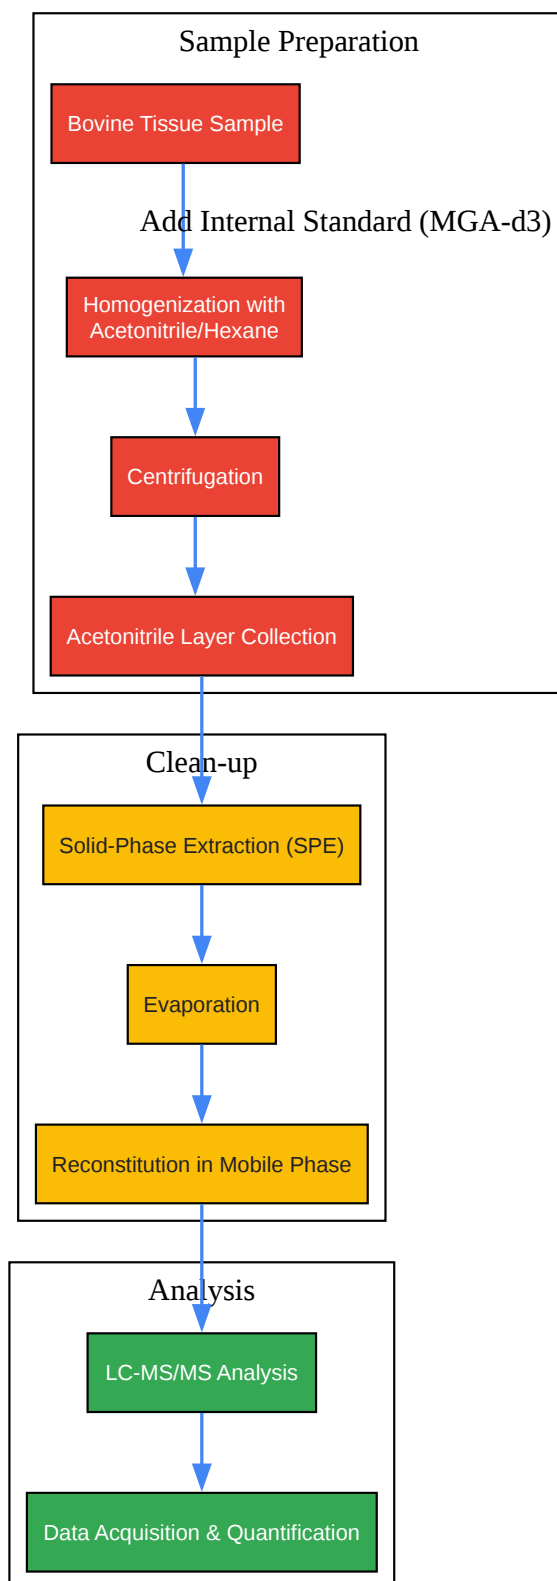 Sample Preparation
Bovine Tissue Sample
Add Internal Standard (MGA-d3)
Homogenization with
Acetonitrile/Hexane
Centrifugation
Acetonitrile Layer Collection
Clean-up
Solid-Phase Extraction (SPE)
Evaporation
Reconstitution in Mobile Phase
Analysis
LC-MS/MS Analysis
Data Acquisition & Quantification